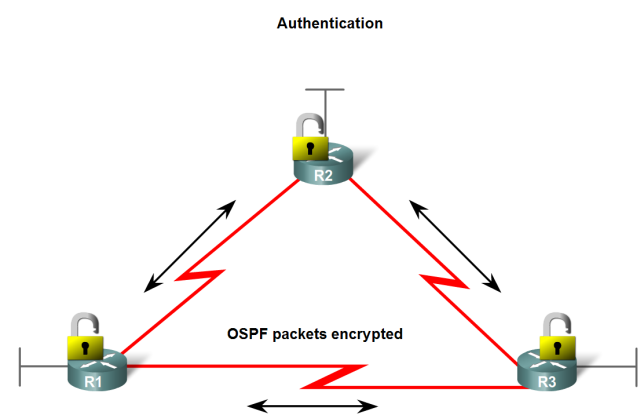 Authentication
R2
OSPF packets encrypted
R1
R3